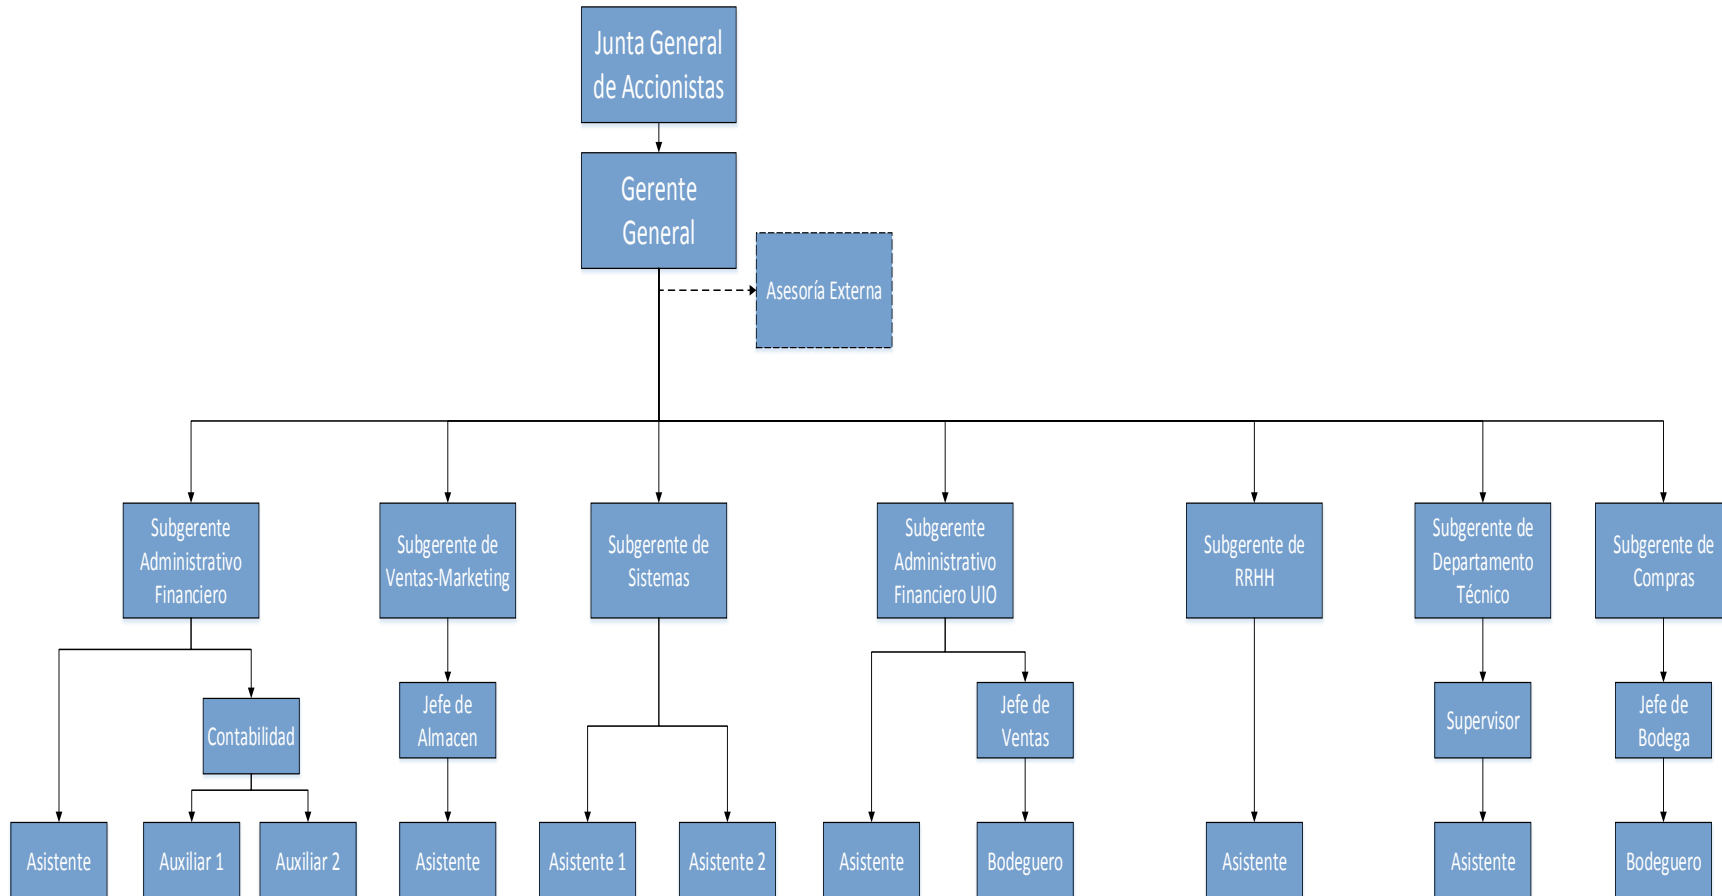 Junta General
de Accionistas
Gerente
General
Asesoría Externa
Subgerente
Administrativo
Financiero
Subgerente de
Ventas-Marketing
Subgerente de
Sistemas
Subgerente
Administrativo
Financiero UIO
Subgerente de
RRHH
Subgerente de
Departamento
Técnico
Subgerente de
Compras
Contabilidad
Jefe de
Almacen
Jefe de
Ventas
Supervisor
Jefe de
Bodega
Asistente
Auxiliar 1
Auxiliar 2
Asistente
Asistente 1
Asistente 2
Asistente
Bodeguero
Asistente
Asistente
Bodeguero